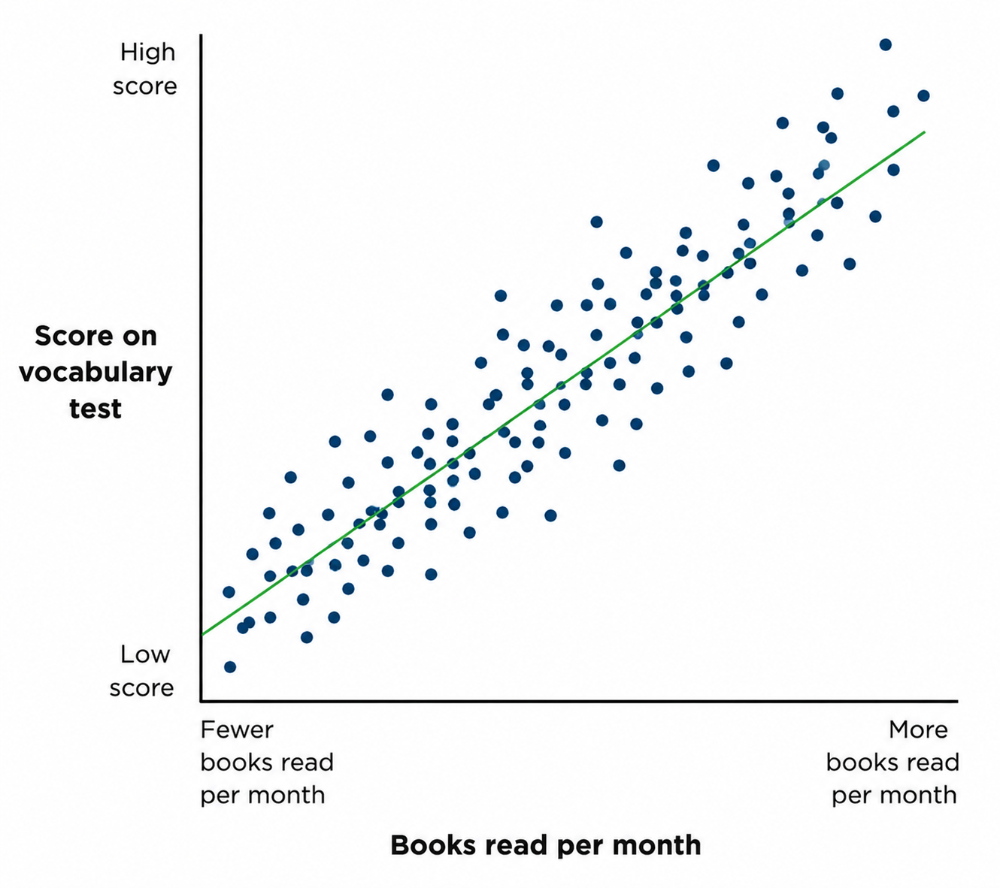 High
score
Score on
vocabulary
test
Low
score
Fewer
books read
per month
More
books read
per month
Books read per month